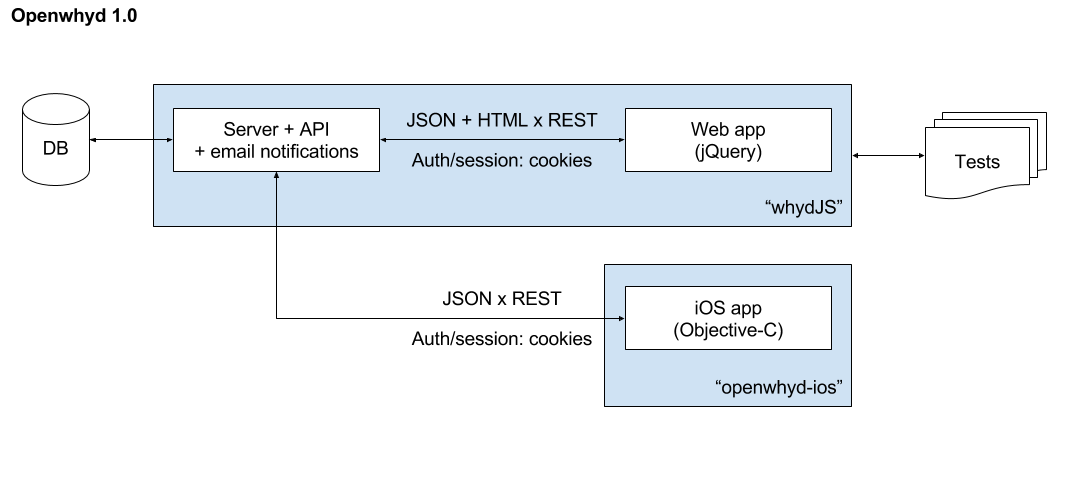 Openwhyd 1.0
DB
Server + API
+ email notifications
JSON + HTML x REST
Auth/session: cookies
Web app
(jQuery)
“whydJS”
Tests
JSON x REST
Auth/session: cookies
iOS app
(Objective-C)
“openwhyd-ios”